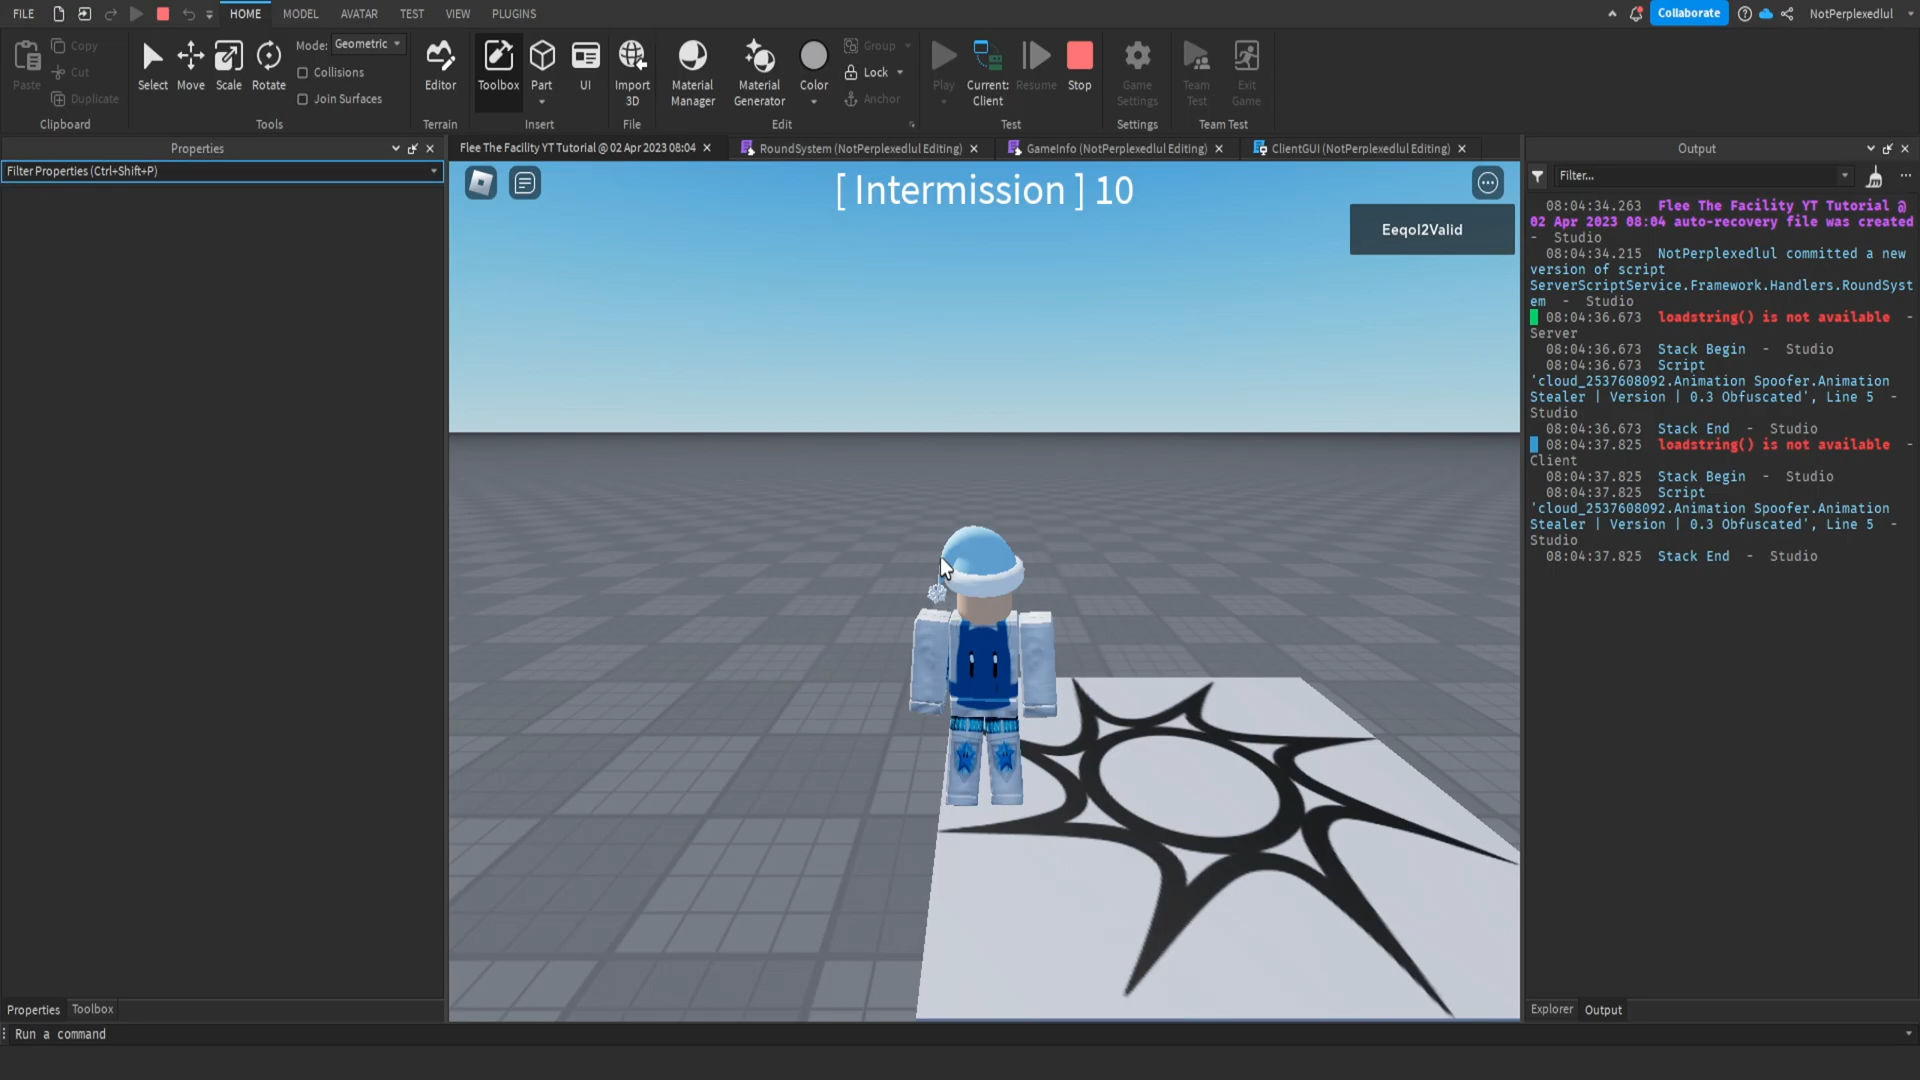 FILE HOME MODEL AVATAR TEST VIEW PLUGINS Collaborate NotPerplexedlul
Paste Copy Cut Duplicate Select Move Scale Rotate Mode: Geometric Collisions Join Surfaces Editor Toolbox Part UI Import 3D Material Manager Material Generator Color Group Lock Anchor Play Current: Client Resume Stop Game Settings Team Test Exit Game
Clipboard Tools Terrain Insert File Edit Test Settings Team Test
Properties
Filter Properties (Ctrl+Shift+P)
Properties Toolbox
Run a command
Flee The Facility YT Tutorial @ 02 Apr 2023 08:04 RoundSystem (NotPerplexedlul Editing) GameInfo (NotPerplexedlul Editing) ClientGUI (NotPerplexedlul Editing)
[ Intermission ] 10
Eeqol2Valid
Output
Filter...
08:04:34.263 Flee The Facility YT Tutorial @
02 Apr 2023 08:04 auto-recovery file was created
- Studio
08:04:34.215 NotPerplexedlul committed a new
version of script
ServerScriptService.Framework.Handlers.RoundSyst
em - Studio
08:04:36.673 loadstring() is not available -
Server
08:04:36.673 Stack Begin - Studio
08:04:36.673 Script
'cloud_2537608092.Animation Spoofer.Animation
Stealer | Version | 0.3 Obfuscated', Line 5 -
Studio
08:04:36.673 Stack End - Studio
08:04:37.825 loadstring() is not available -
Client
08:04:37.825 Stack Begin - Studio
08:04:37.825 Script
'cloud_2537608092.Animation Spoofer.Animation
Stealer | Version | 0.3 Obfuscated', Line 5 -
Studio
08:04:37.825 Stack End - Studio
Explorer Output